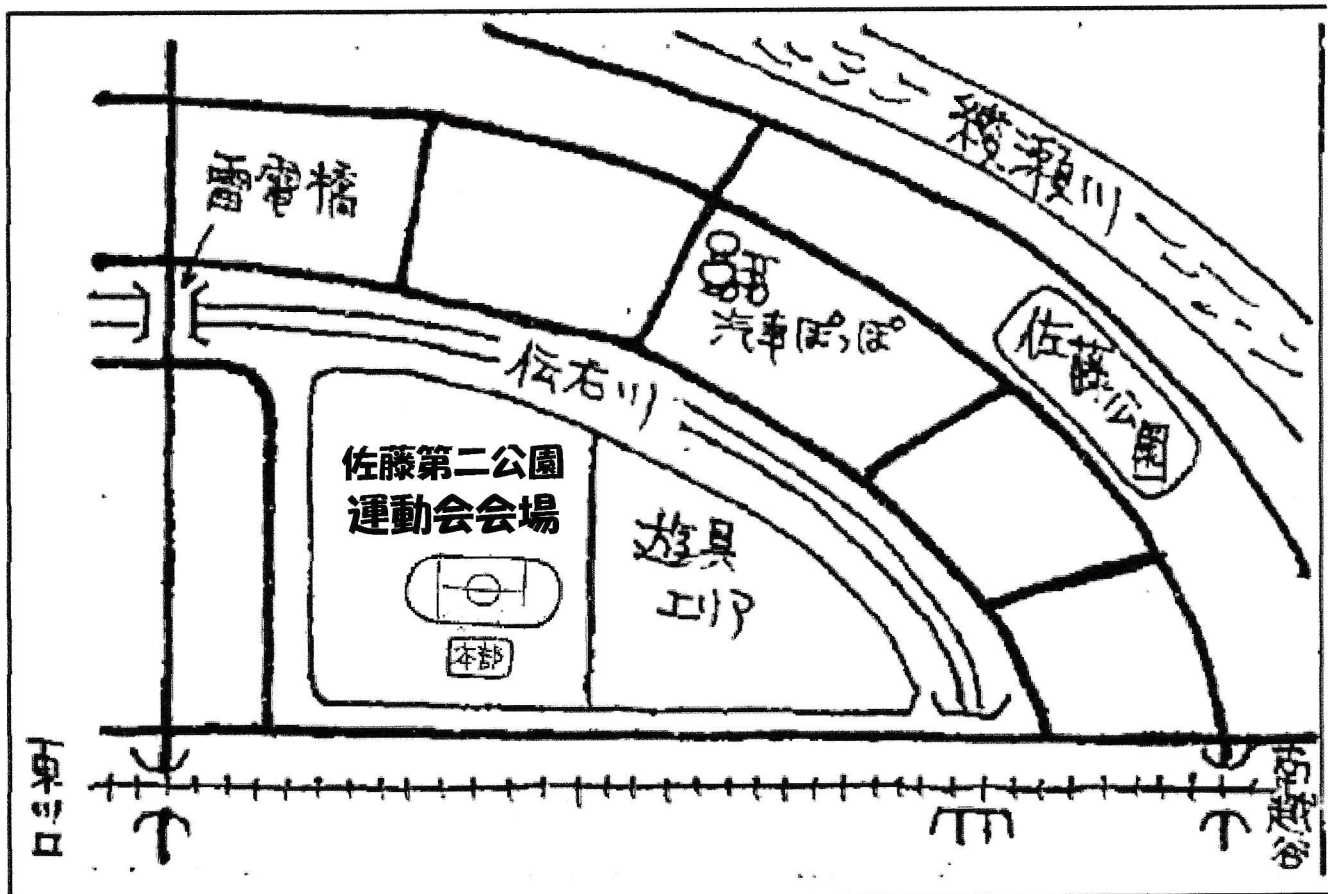 綾瀬川
雷電橋
汽車ぽっぽ
佐藤公園
伝右川
佐藤第二公園
運動会会場
遊具
エリア
本部
東川口
南越谷